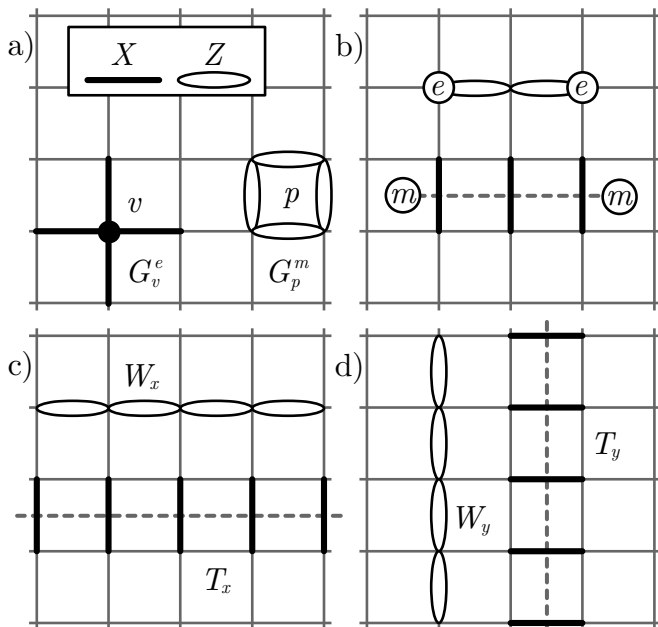 a)
X Z
v
p
G_v^e
G_p^m
b)
e e
m m
c)
W_x
T_x
d)
T_y
W_y